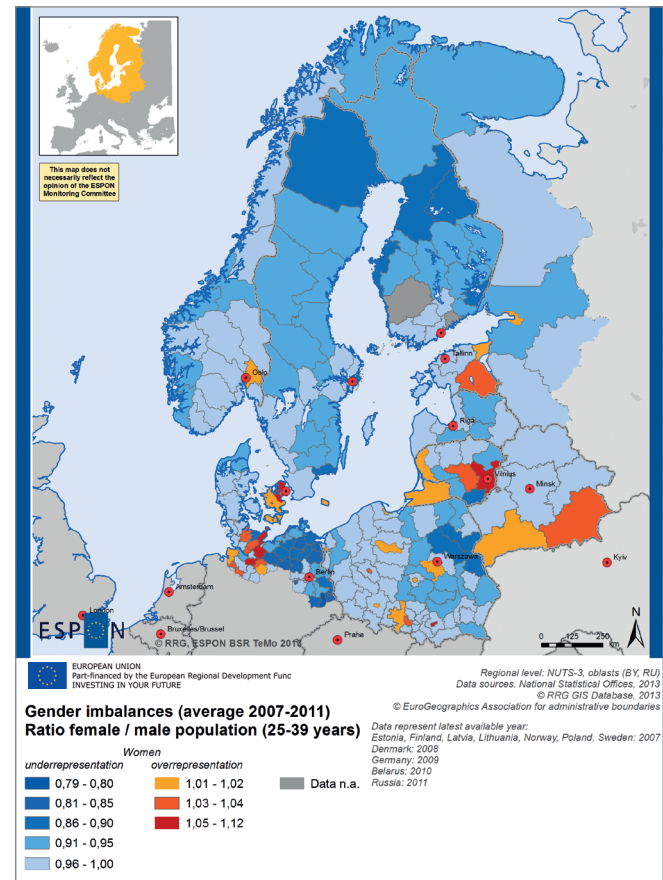 This map does not
necessarily reflect the
opinion of the ESPON
Monitoring Committee
Oslo
Tallinn
Riga
Vilnius
Minsk
Warszawa
Kyiv
Berlin
Amsterdam
London
Bruxelles/Brussel
Praha
ESPON
© RRG, ESPON BSR TeMo 201
N
0 125 250
km
EUROPEAN UNION
Part-financed by the European Regional Development Func
INVESTING IN YOUR FUTURE
Regional level: NUTS-3, oblasts (BY, RU)
Data sources. National Statistical Offices, 2013
© RRG GIS Database, 2013
© EuroGeographics Association for administrative boundaries
Gender imbalances (average 2007-2011)
Ratio female / male population (25-39 years)
Data represent latest available year:
Estonia, Finland, Latvia, Lithuania, Norway, Poland, Sweden: 2007
Denmark: 2008
Germany: 2009
Belarus: 2010
Russia: 2011
Women
underrepresentation overrepresentation
0,79 - 0,80 1,01 - 1,02 Data n.a.
0,81 - 0,85 1,03 - 1,04
0,86 - 0,90 1,05 - 1,12
0,91 - 0,95
0,96 - 1,00